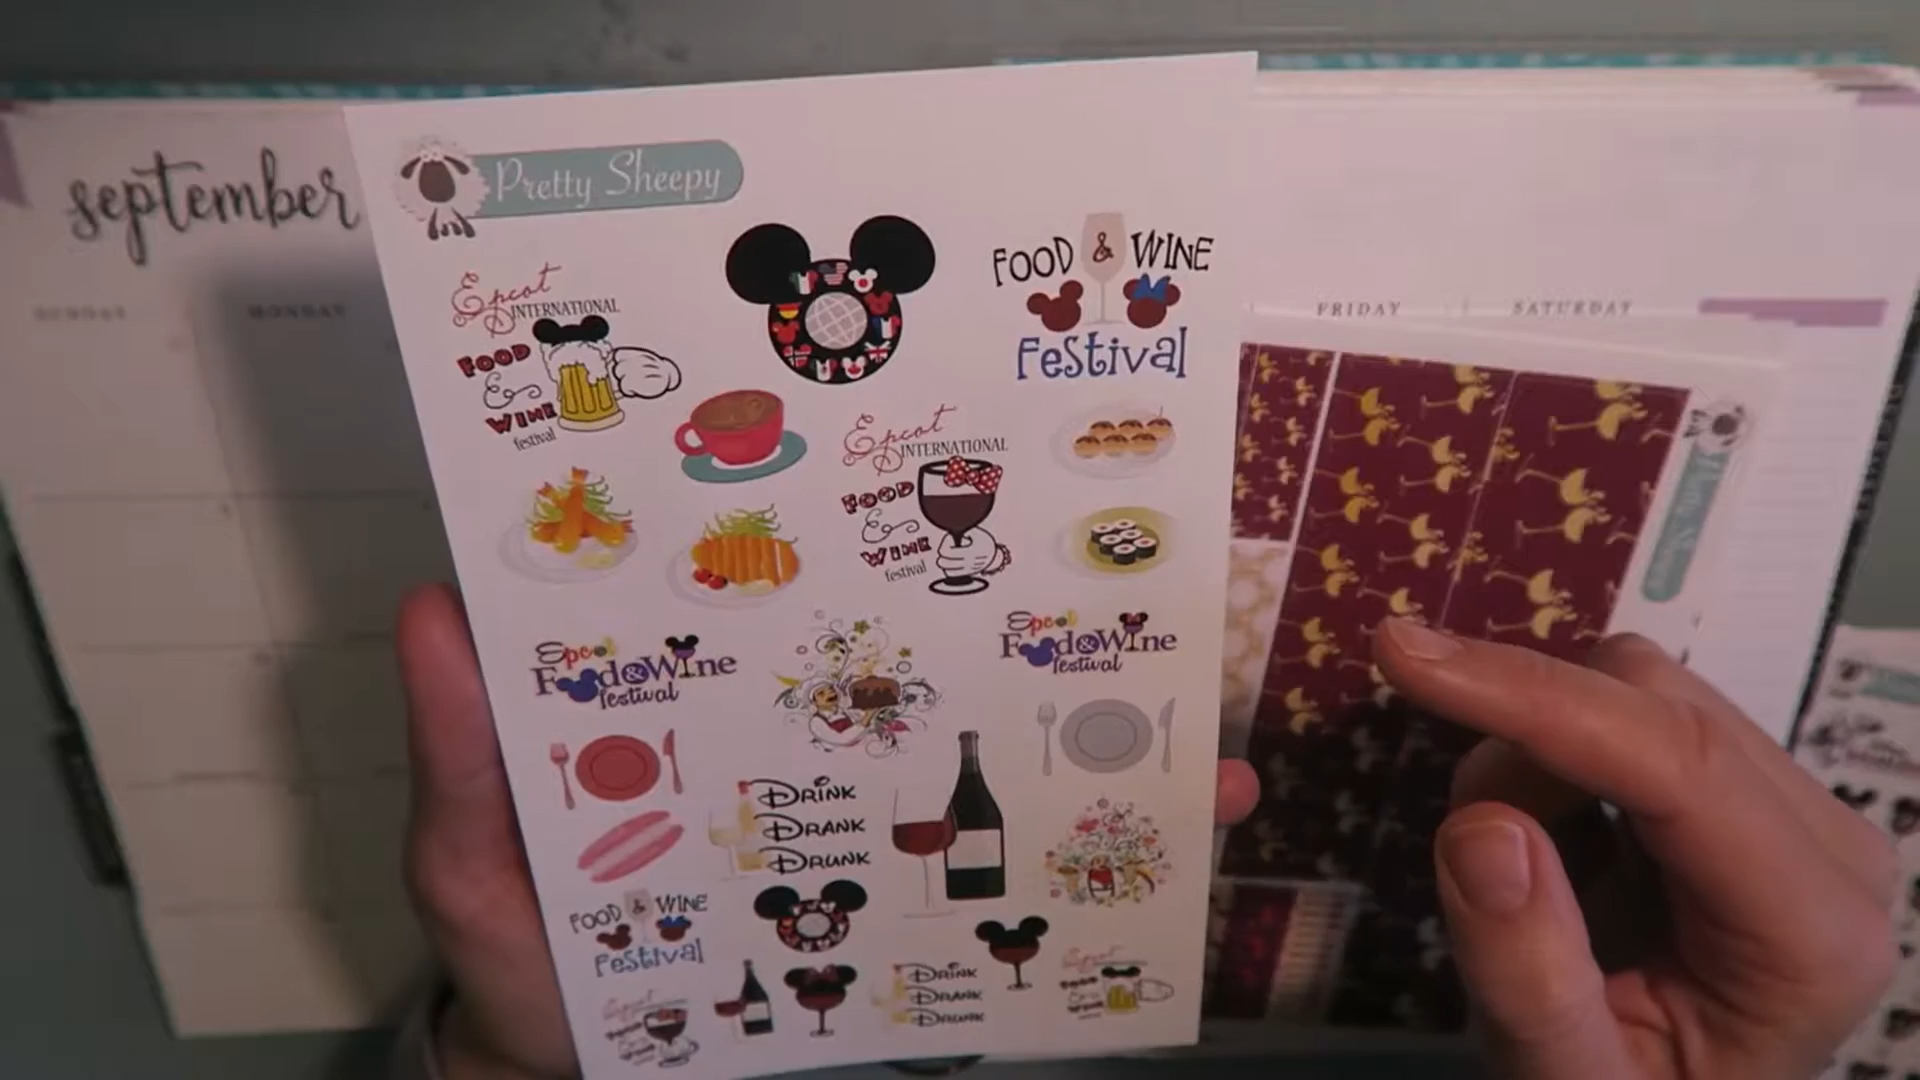 september
SUNDAY
MONDAY
FRIDAY
SATURDAY
Pretty Sheepy
Epcot
INTERNATIONAL
FOOD
&
WINE
festival
FOOD & WINE
Festival
Epcot
INTERNATIONAL
FOOD
&
WINE
festival
Epcot
Food & Wine
festival
Epcot
Food & Wine
festival
DRINK
DRANK
DRUNK
FOOD & WINE
Festival
DRINK
DRANK
DRUNK